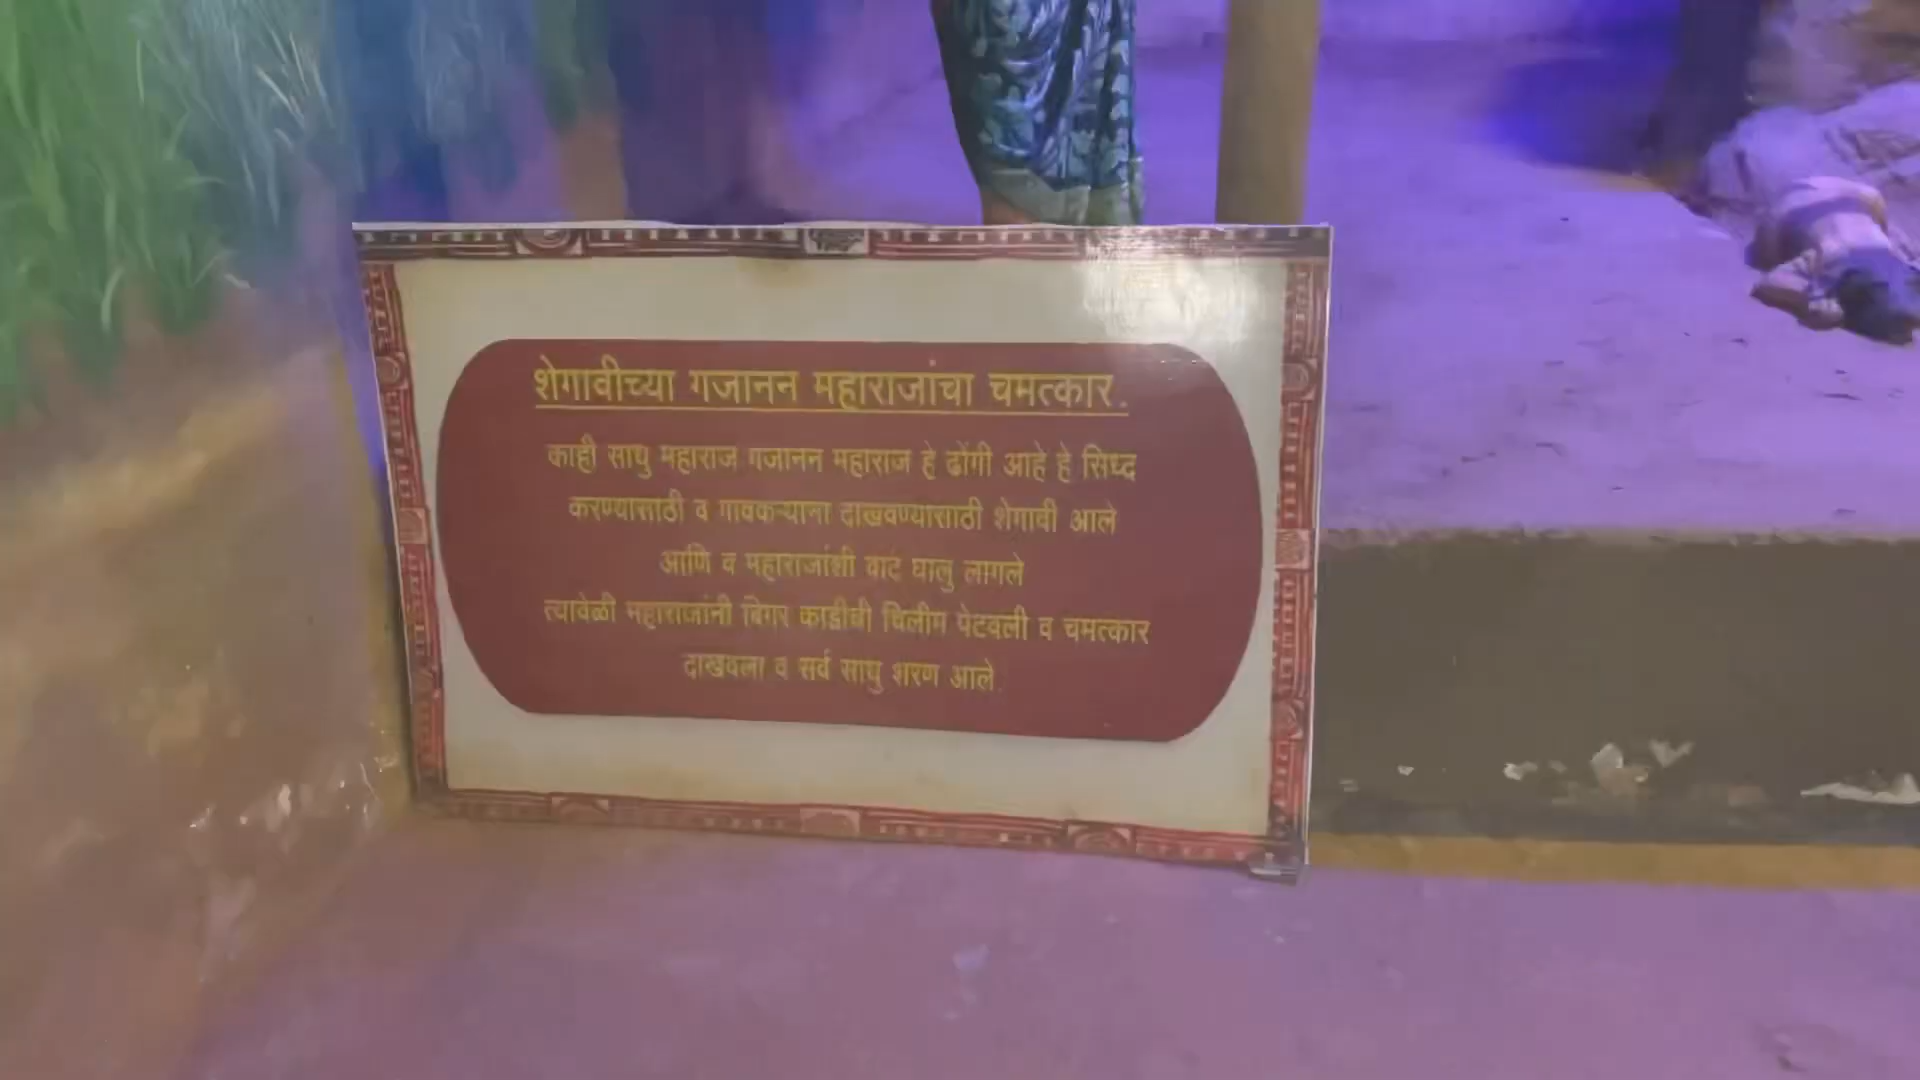 शेगावीच्या गजानन महाराजांचा चमत्कार.
काही साधु महाराज गजानन महाराज हे ढोंगी आहे हे सिध्द
करण्यासाठी व गावकऱ्याना दाखवण्यासाठी शेगावी आले
आणि व महाराजांशी वाद घालु लागले
त्यावेळी महाराजांनी बिगर काडीची चिलीम पेटवली व चमत्कार
दाखवला व सर्व साधु शरण आले.